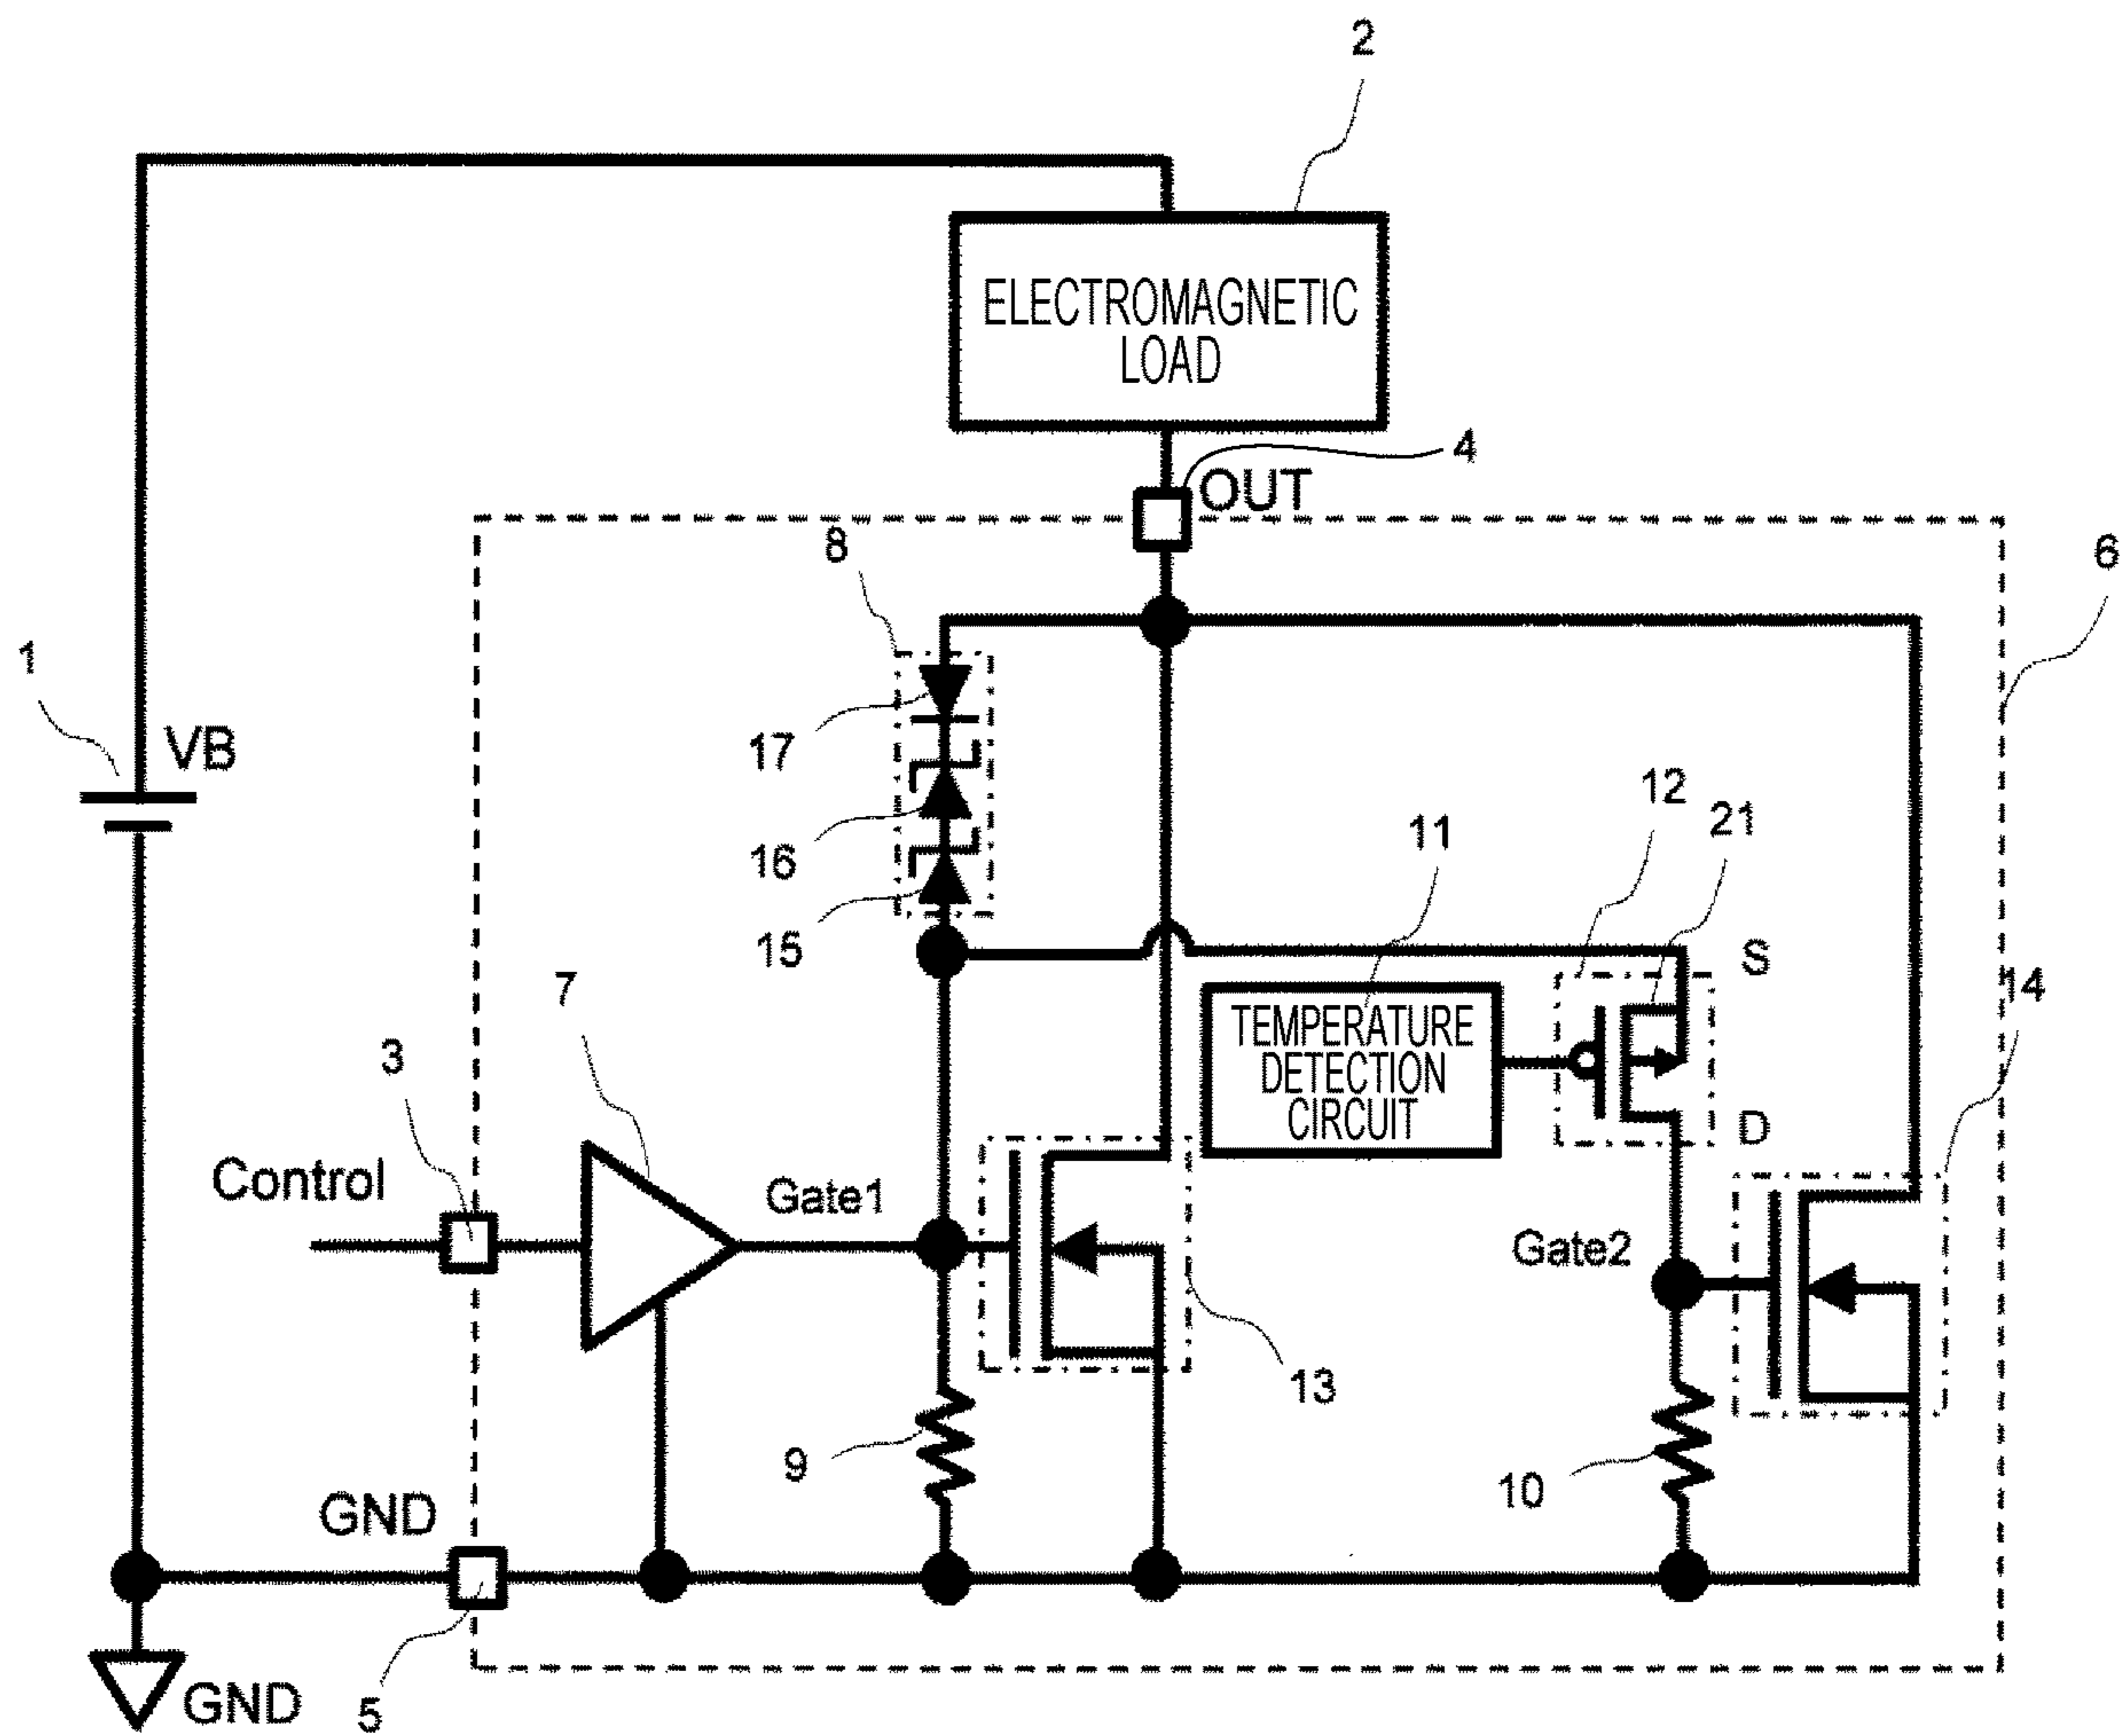 2
ELECTROMAGNETIC
LOAD
4
OUT
8
6
1
VB
17
12
21
11
16
15
S
14
7
TEMPERATURE
DETECTION
CIRCUIT
3
D
Control
Gate1
Gate2
13
9
10
GND
5
GND